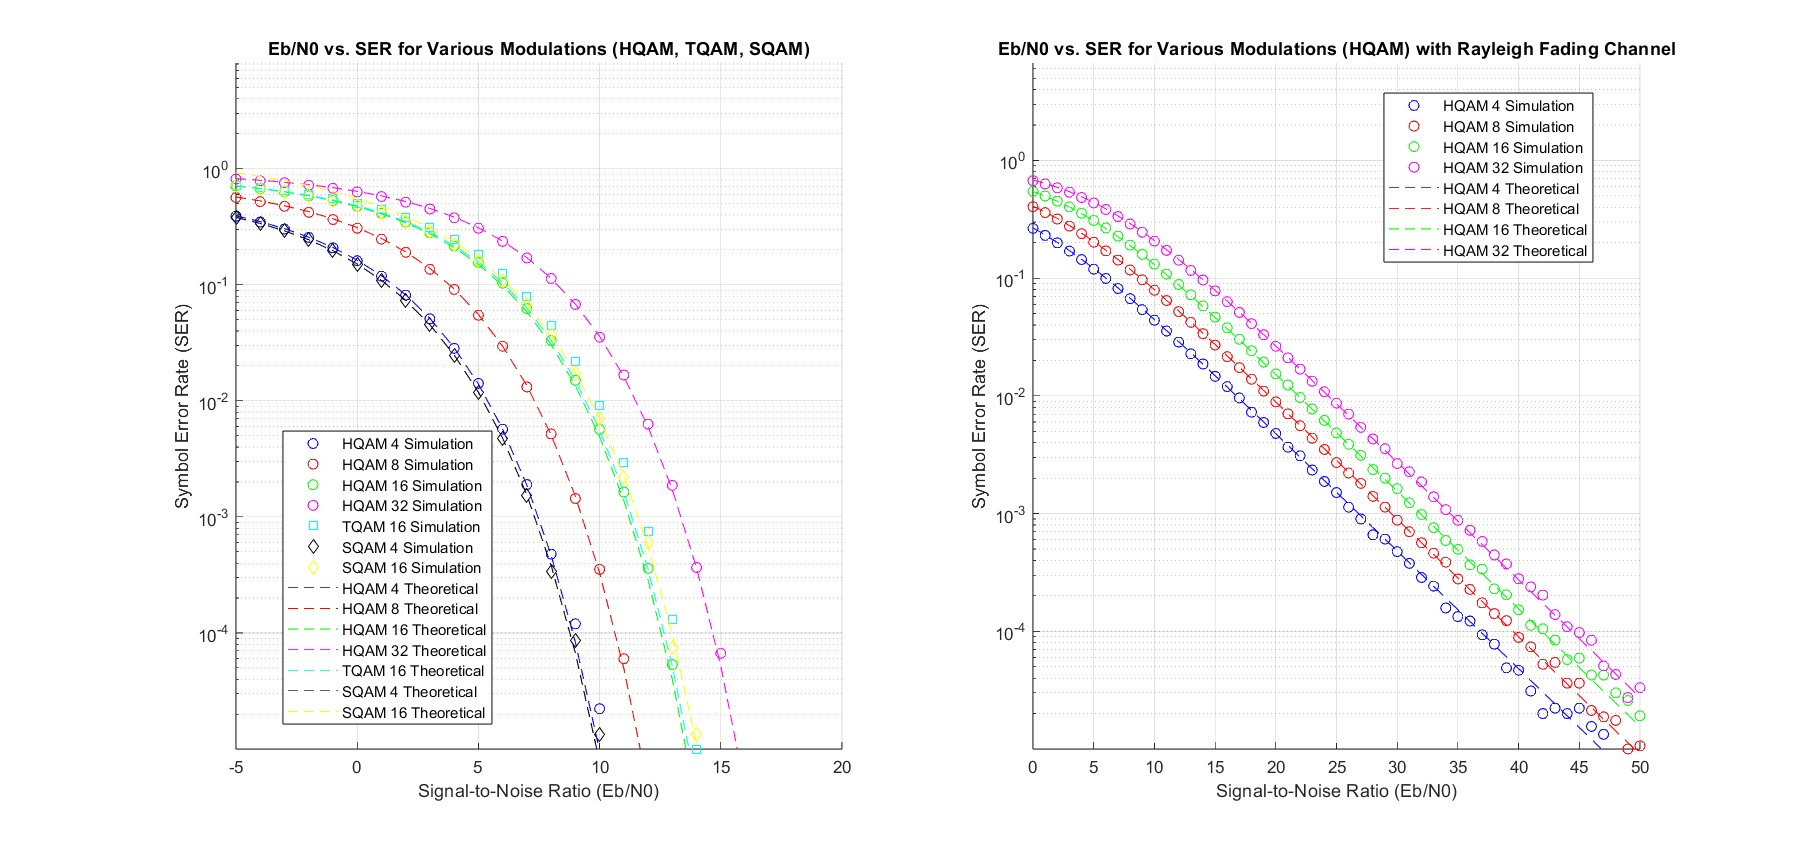 Eb/N0 vs. SER for Various Modulations (HQAM, TQAM, SQAM)
10^0
10^-1
10^-2
10^-3
10^-4
Symbol Error Rate (SER)
HQAM 4 Simulation
HQAM 8 Simulation
HQAM 16 Simulation
HQAM 32 Simulation
TQAM 16 Simulation
SQAM 4 Simulation
SQAM 16 Simulation
HQAM 4 Theoretical
HQAM 8 Theoretical
HQAM 16 Theoretical
HQAM 32 Theoretical
TQAM 16 Theoretical
SQAM 4 Theoretical
SQAM 16 Theoretical
-5 0 5 10 15 20
Signal-to-Noise Ratio (Eb/N0)
Eb/N0 vs. SER for Various Modulations (HQAM) with Rayleigh Fading Channel
10^0
10^-1
10^-2
10^-3
10^-4
Symbol Error Rate (SER)
HQAM 4 Simulation
HQAM 8 Simulation
HQAM 16 Simulation
HQAM 32 Simulation
HQAM 4 Theoretical
HQAM 8 Theoretical
HQAM 16 Theoretical
HQAM 32 Theoretical
0 5 10 15 20 25 30 35 40 45 50
Signal-to-Noise Ratio (Eb/N0)